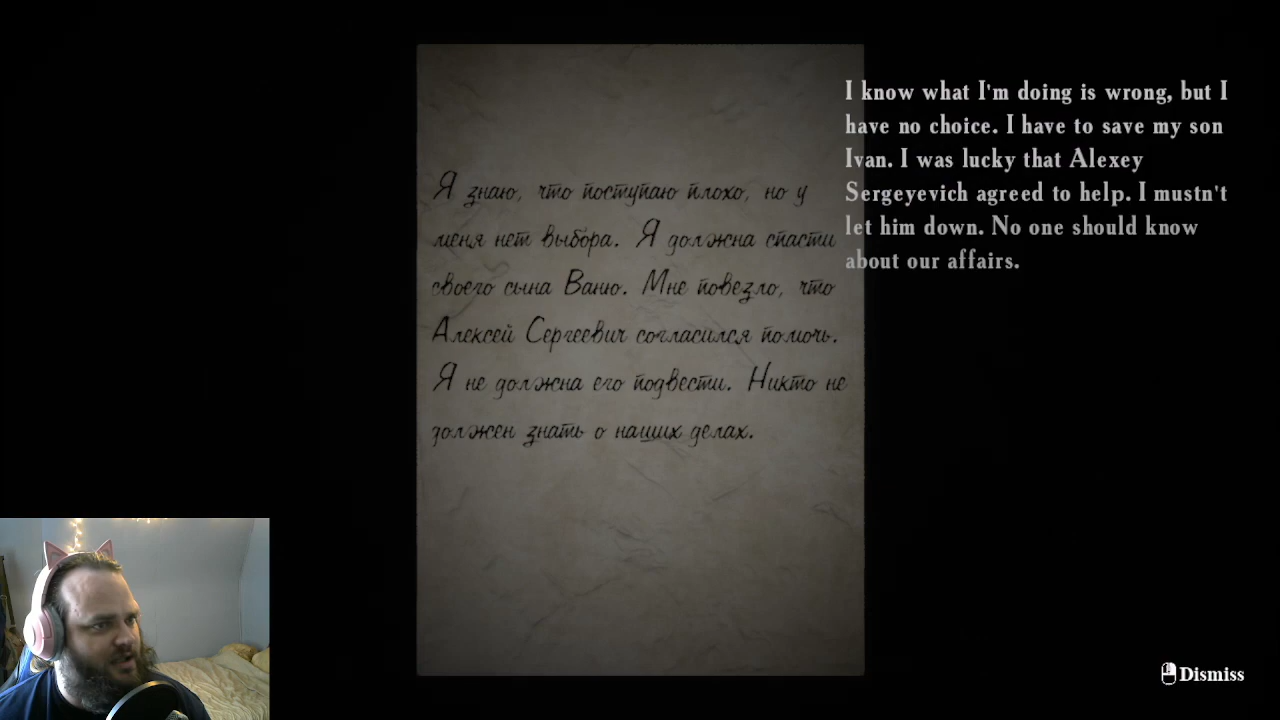 Я знаю, что поступаю плохо, но у
меня нет выбора. Я должна спасти
своего сына Ваню. Мне повезло, что
Алексей Сергеевич согласился помочь.
Я не должна его подвести. Никто не
должен знать о наших делах.
I know what I'm doing is wrong, but I
have no choice. I have to save my son
Ivan. I was lucky that Alexey
Sergeyevich agreed to help. I mustn't
let him down. No one should know
about our affairs.
Dismiss